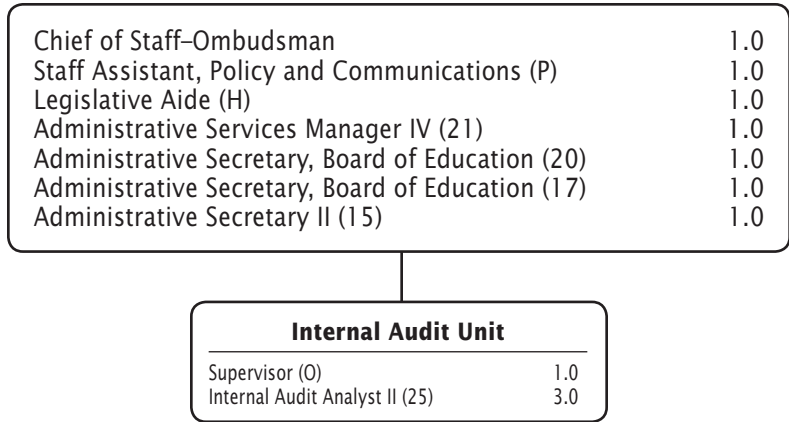 Chief of Staff–Ombudsman 1.0
Staff Assistant, Policy and Communications (P) 1.0
Legislative Aide (H) 1.0
Administrative Services Manager IV (21) 1.0
Administrative Secretary, Board of Education (20) 1.0
Administrative Secretary, Board of Education (17) 1.0
Administrative Secretary II (15) 1.0
Internal Audit Unit
Supervisor (O) 1.0
Internal Audit Analyst II (25) 3.0